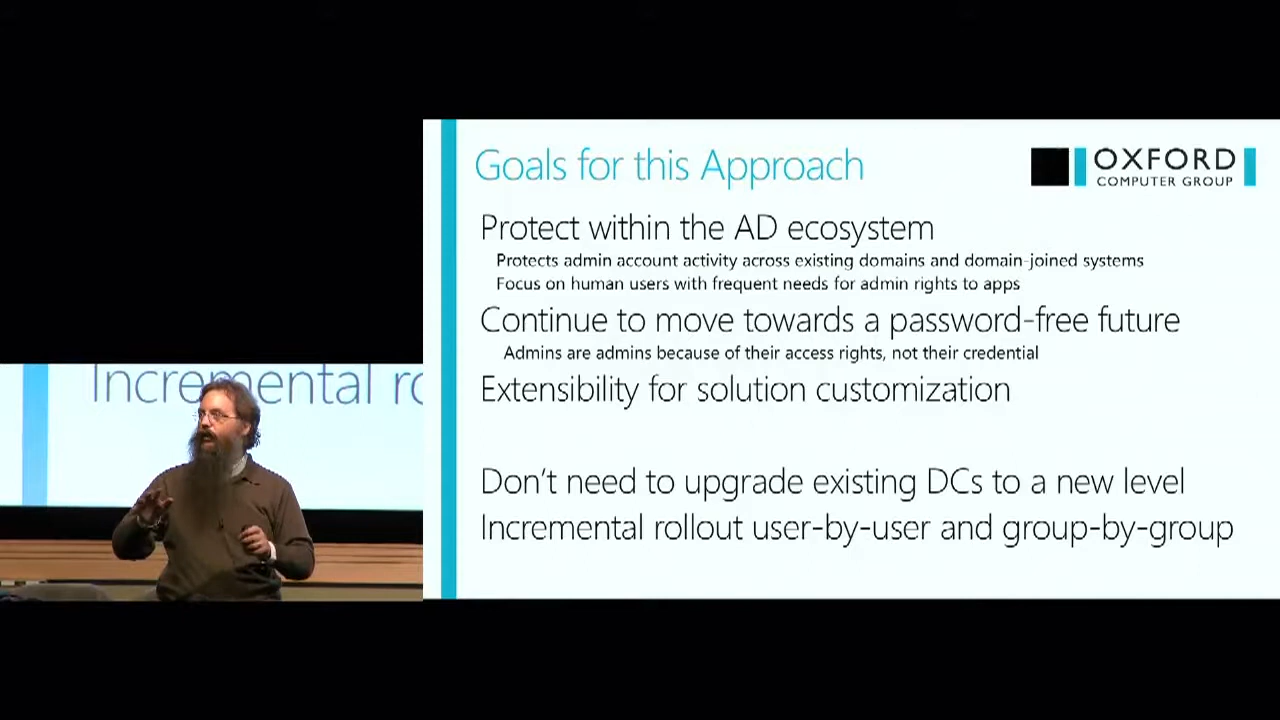 Goals for this Approach
OXFORD
COMPUTER GROUP
Protect within the AD ecosystem
Protects admin account activity across existing domains and domain-joined systems
Focus on human users with frequent needs for admin rights to apps
Continue to move towards a password-free future
Admins are admins because of their access rights, not their credential
Extensibility for solution customization
Don't need to upgrade existing DCs to a new level
Incremental rollout user-by-user and group-by-group
Incremental ro